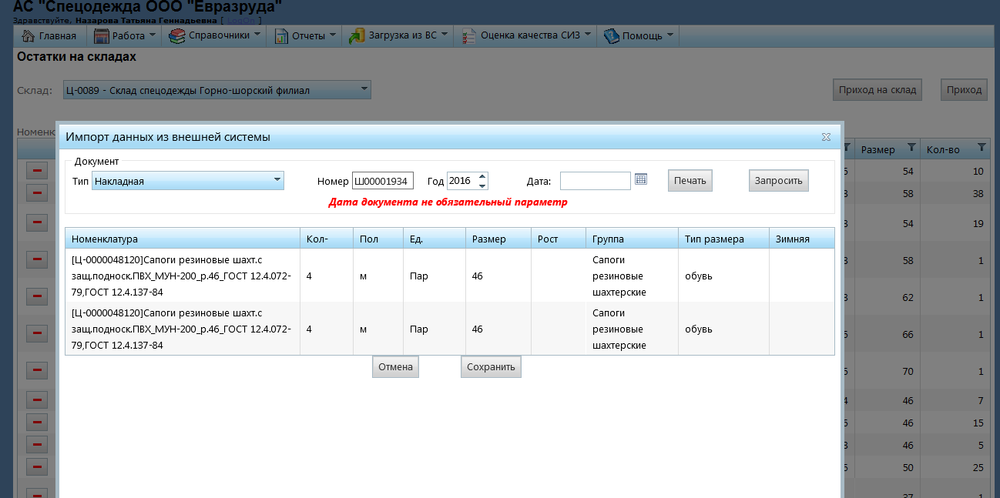 АС "Спецодежда ООО "Евразруда"
Здравствуйте, Назарова Татьяна Геннадьевна [ LogOn ]
Главная Работа Справочники Отчеты Загрузка из ВС Оценка качества СИЗ Помощь
Остатки на складах
Склад: Ц-0089 - Склад спецодежды Горно-шорский филиал Приход на склад Приход
Номенк
Импорт данных из внешней системы
Размер Кол-во
Документ
Тип Накладная Номер Ш00001934 Год 2016 Дата: Печать Запросить
Дата документа не обязательный параметр
Номенклатура Кол- Пол Ед. Размер Рост Группа Тип размера Зимняя
[Ц-0000048120]Сапоги резиновые шахт.с
защ.подноск.ПВХ_МУН-200_р.46_ГОСТ 12.4.072-
79,ГОСТ 12.4.137-84
4 м Пар 46
Сапоги
резиновые
шахтерские
обувь
[Ц-0000048120]Сапоги резиновые шахт.с
защ.подноск.ПВХ_МУН-200_р.46_ГОСТ 12.4.072-
79,ГОСТ 12.4.137-84
4 м Пар 46
Сапоги
резиновые
шахтерские
обувь
Отмена Сохранить
54 10
58 38
54 19
58 1
62 1
66 1
70 1
46 7
46 15
46 5
50 25
37 1